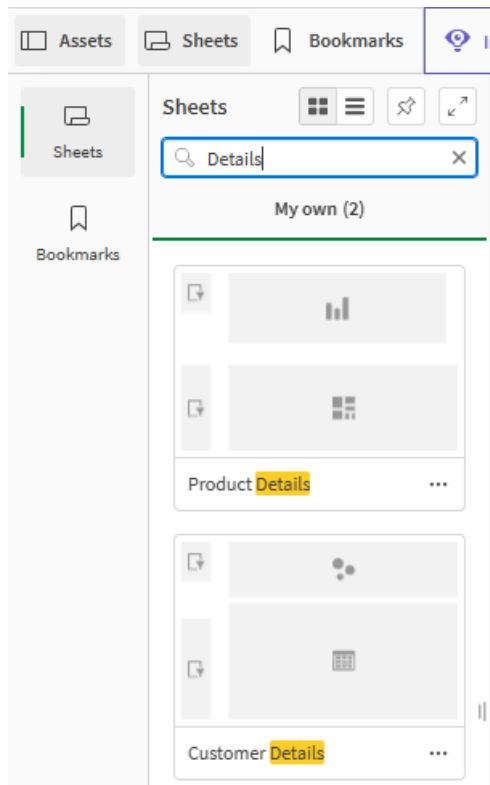 Assets Sheets Bookmarks
Sheets
Sheets
Details
My own (2)
Bookmarks
Product Details
Customer Details